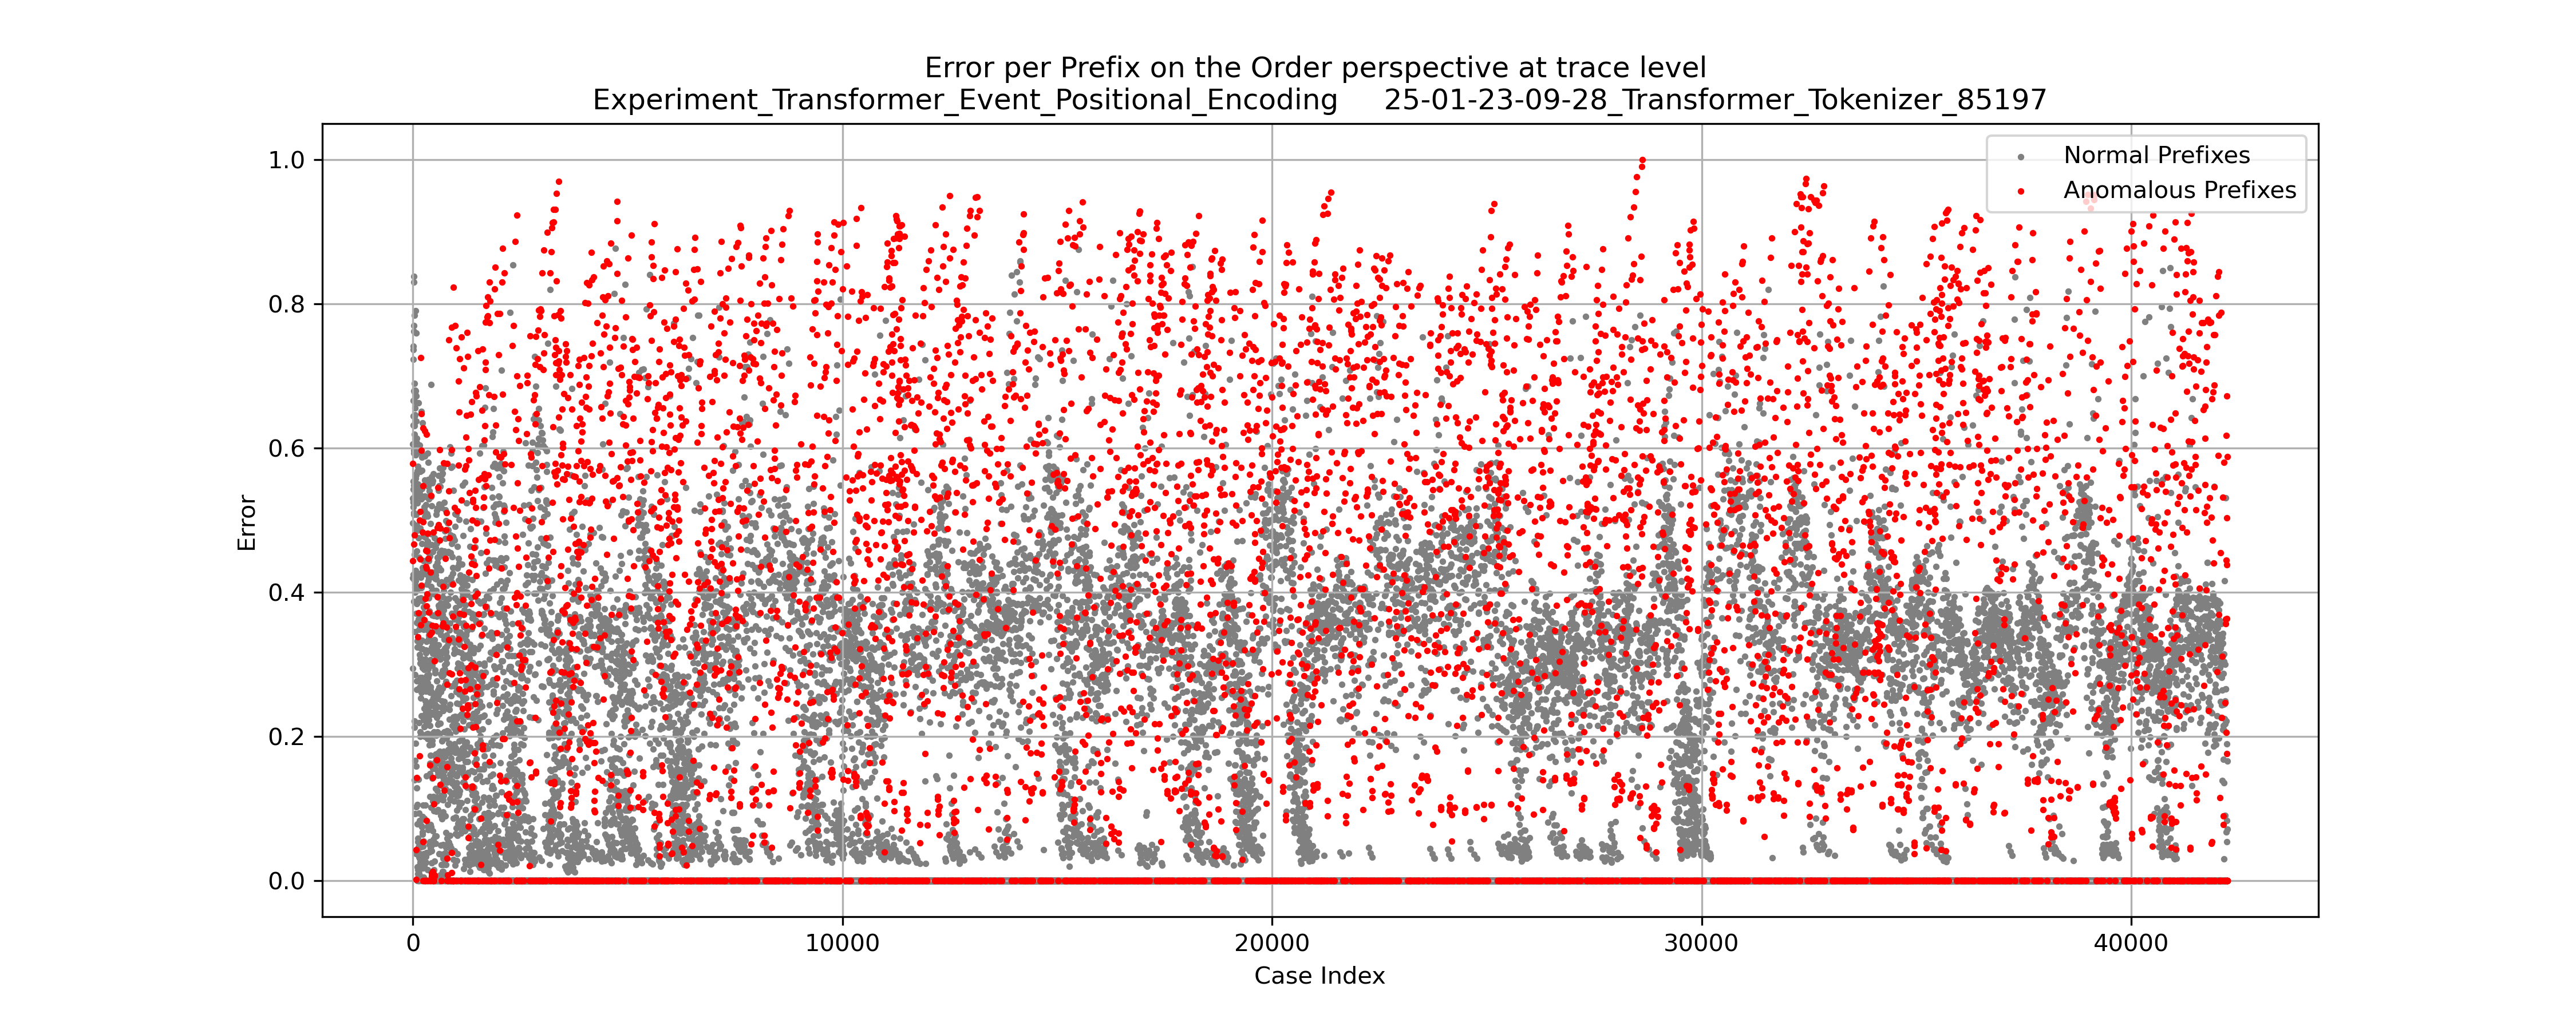 Error per Prefix on the Order perspective at trace level
Experiment_Transformer_Event_Positional_Encoding 25-01-23-09-28_Transformer_Tokenizer_85197
Normal Prefixes
Anomalous Prefixes
1.0
0.8
0.6
0.4
0.2
0.0
Error
0
10000
20000
30000
40000
Case Index